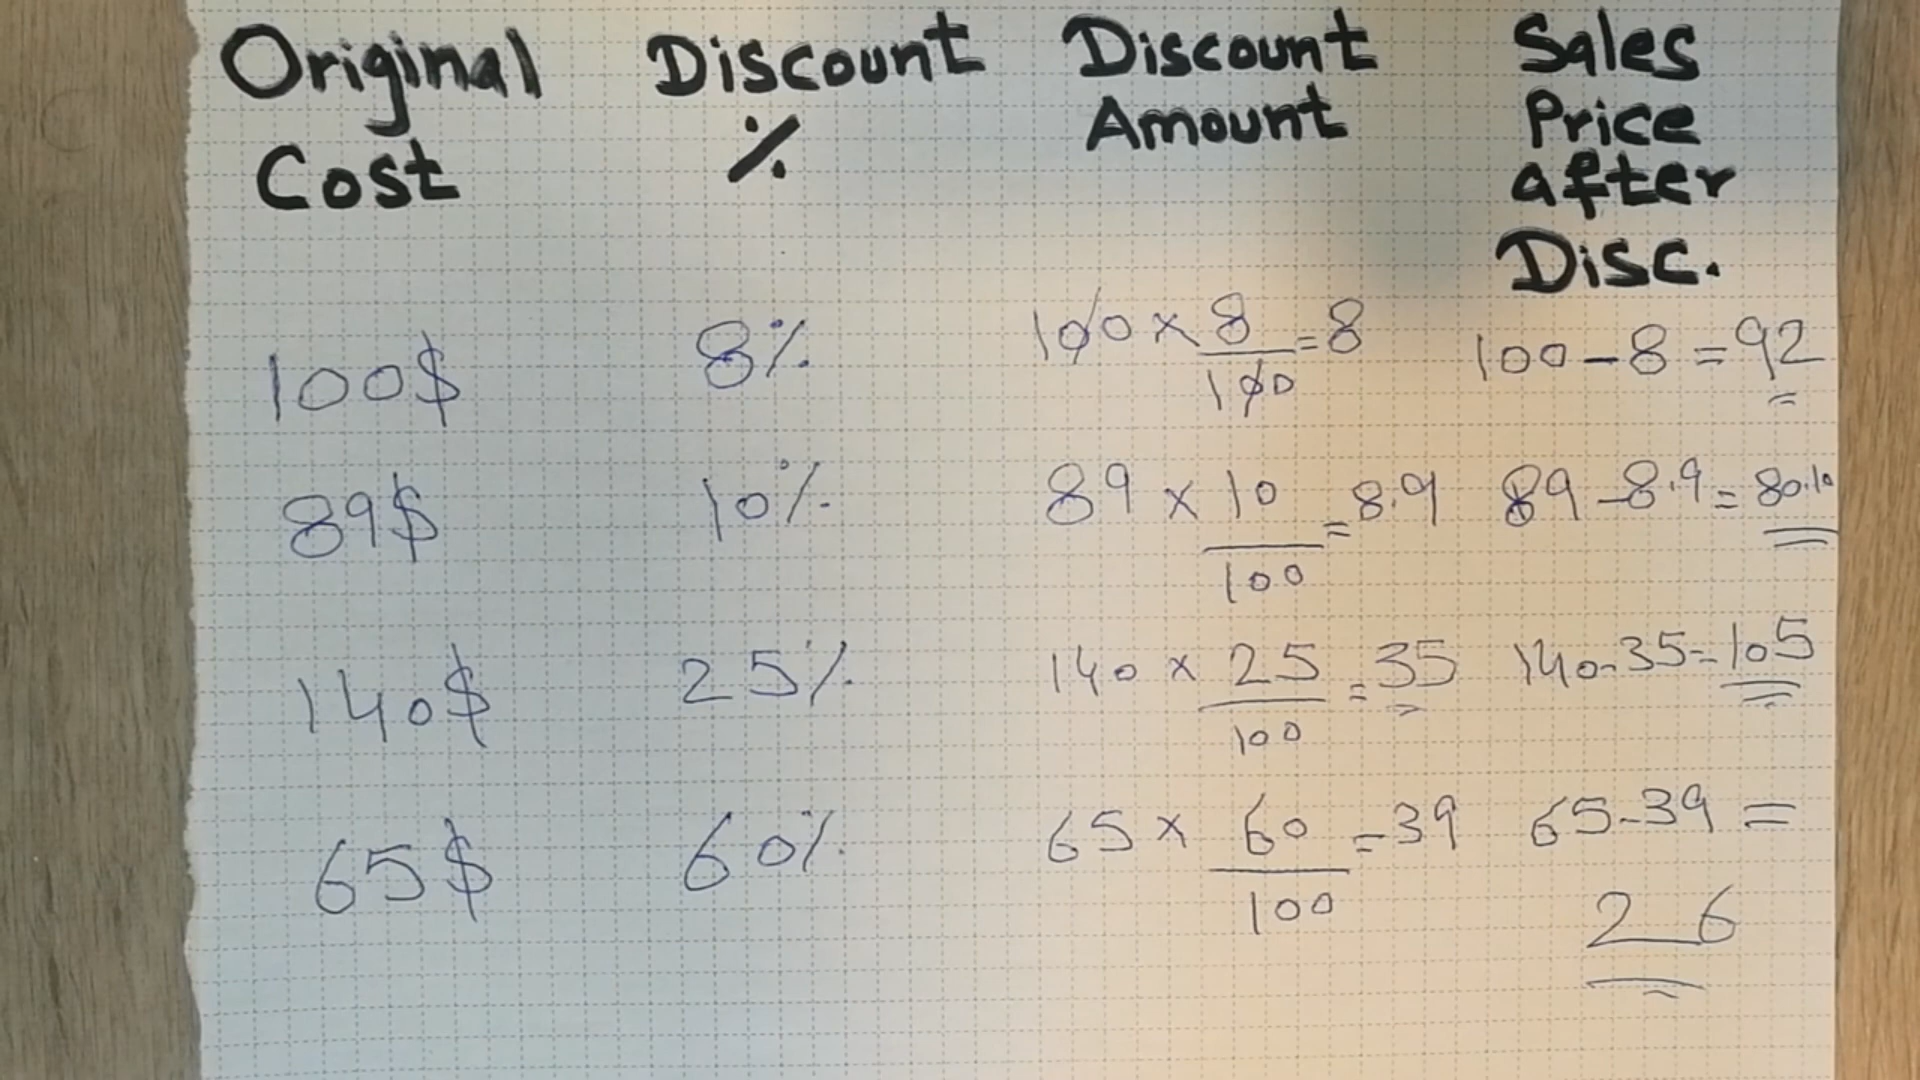 Original Discount Discount Sales
Cost % Amount Price
after
Disc.
100$ 8% 100 × 8/100 = 8 100 - 8 = 92
89$ 10% 89 × 10/100 = 8.9 89 - 8.9 = 80.10
140$ 25% 140 × 25/100 = 35 140 - 35 = 105
65$ 60% 65 × 60/100 = 39 65 - 39 =
26